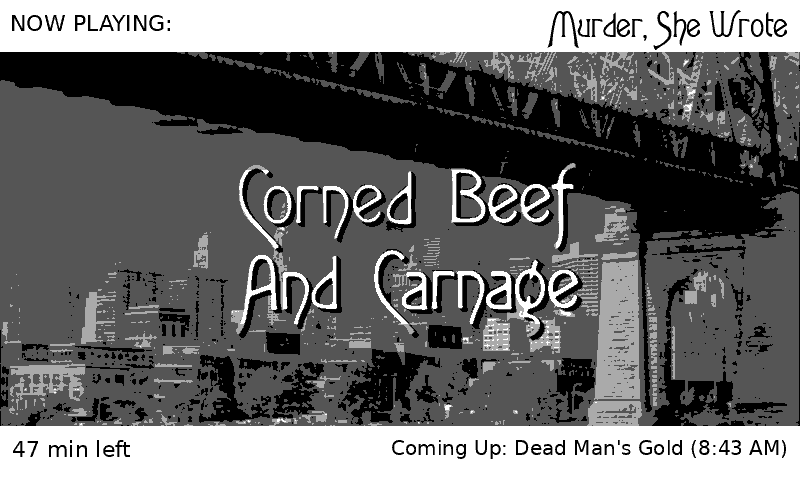 NOW PLAYING:
Murder, She Wrote
Corned Beef
And Carnage
47 min left
Coming Up: Dead Man's Gold (8:43 AM)